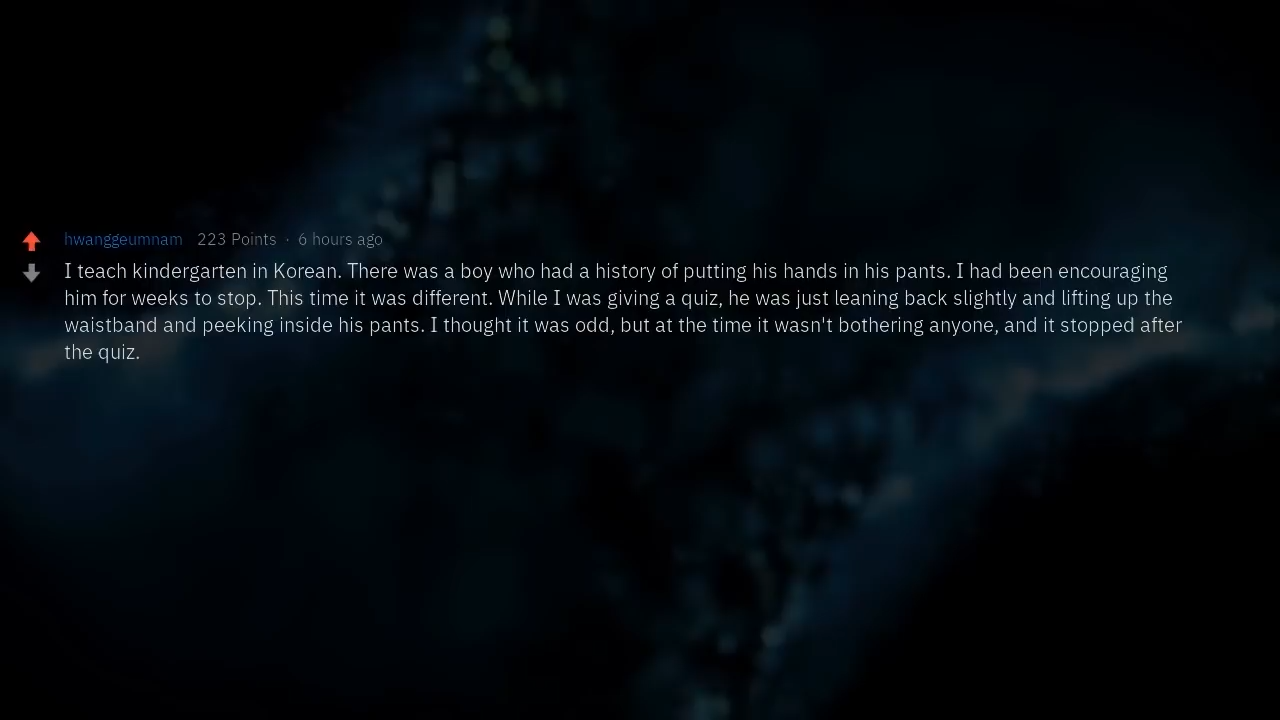 hwanggeumnam 223 Points · 6 hours ago
I teach kindergarten in Korean. There was a boy who had a history of putting his hands in his pants. I had been encouraging
him for weeks to stop. This time it was different. While I was giving a quiz, he was just leaning back slightly and lifting up the
waistband and peeking inside his pants. I thought it was odd, but at the time it wasn't bothering anyone, and it stopped after
the quiz.